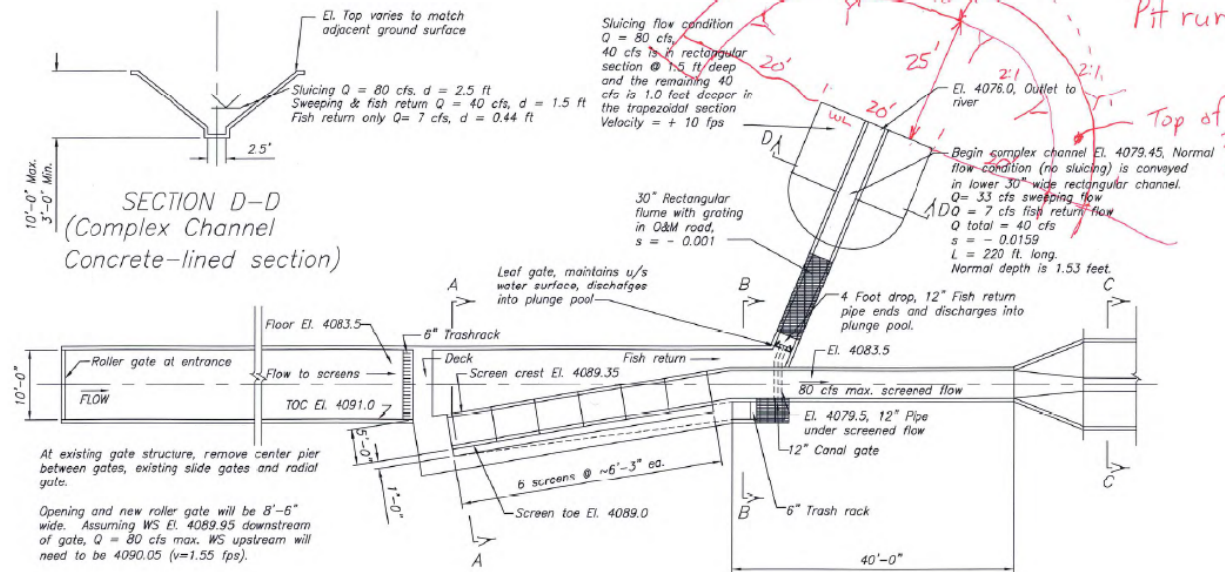 El. Top varies to match
adjacent ground surface
Sluicing Q = 80 cfs. d = 2.5 ft
Sweeping & fish return Q = 40 cfs, d = 1.5 ft
Fish return only Q= 7 cfs, d = 0.44 ft
2.5'
10'-0" Max.
3'-0" Min.
SECTION D-D
(Complex Channel
Concrete-lined section)
Sluicing flow condition
Q = 80 cfs,
40 cfs is in rectangular
section @ 1.5 ft deep
and the remaining 40
cfs is 1.0 feet deeper in
the trapezoidal section
Velocity = + 10 fps
20'
25'
2:1
2:1
Pit run
Top of
20'
20'
WL
El. 4076.0, Outlet to
river
D
D
Begin complex channel El. 4079.45, Normal
flow condition (no sluicing) is conveyed
in lower 30" wide rectangular channel.
Q= 33 cfs sweeping flow
Q = 7 cfs fish return flow
Q total = 40 cfs
s = - 0.0159
L = 220 ft. long.
Normal depth is 1.53 feet.
30" Rectangular
flume with grating
in O&M road,
s = - 0.001
Leaf gate, maintains u/s
water surface, discharges
into plunge pool
A
B
C
4 Foot drop, 12" Fish return
pipe ends and discharges into
plunge pool.
Floor El. 4083.5
6" Trashrack
Deck
Fish return
El. 4083.5
Roller gate at entrance
Flow to screens
Screen crest El. 4089.35
80 cfs max. screened flow
10'-0"
FLOW
TOC El. 4091.0
El. 4079.5, 12" Pipe
under screened flow
12" Canal gate
5'-0"
1'-0"
6 screens @ ~6'-3" ea.
At existing gate structure, remove center pier
between gates, existing slide gates and radial
gate.
Screen toe El. 4089.0
6" Trash rack
A
B
C
Opening and new roller gate will be 8'-6"
wide. Assuming WS El. 4089.95 downstream
of gate, Q = 80 cfs max. WS upstream will
need to be 4090.05 (v=1.55 fps).
40'-0"